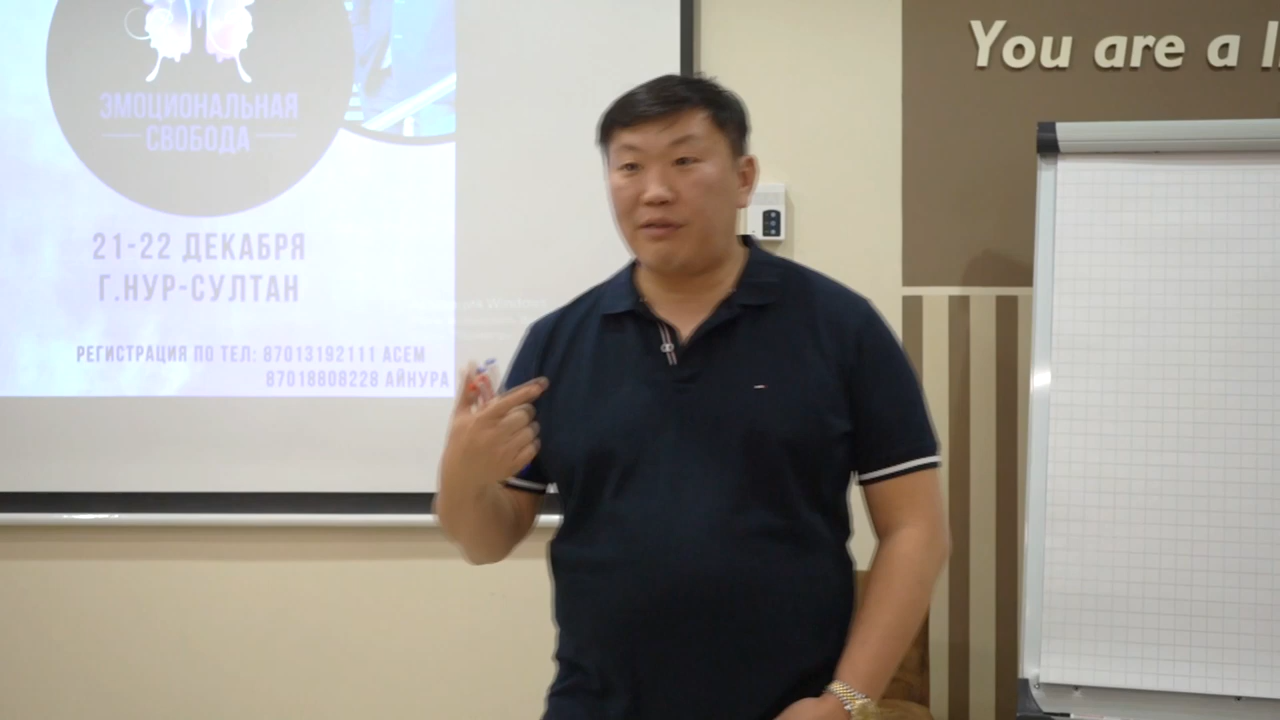 ЭМОЦИОНАЛЬНАЯ
СВОБОДА
21-22 ДЕКАБРЯ
Г.НУР-СУЛТАН
РЕГИСТРАЦИЯ ПО ТЕЛ: 87013192111 АСЕМ
87018808228 АЙНУРА
You are a